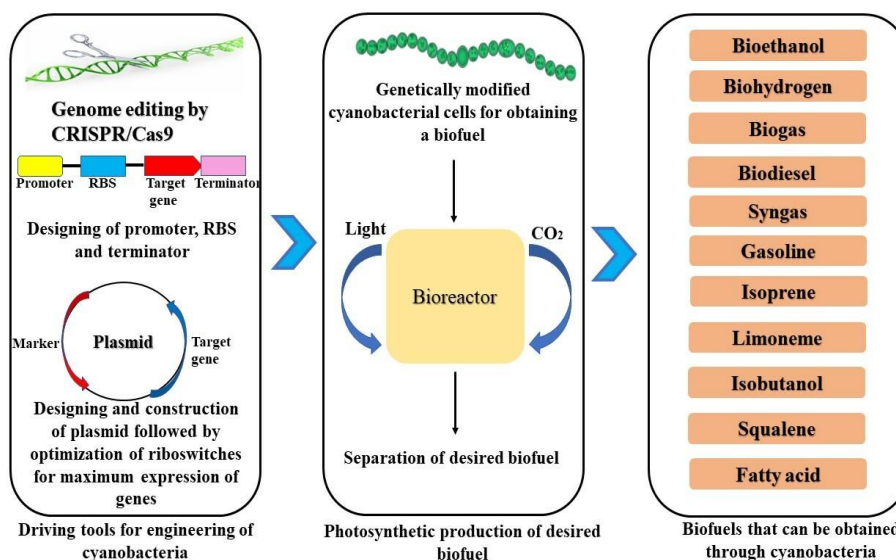 Genome editing by
CRISPR/Cas9
Promoter RBS Target Terminator
gene
Designing of promoter, RBS
and terminator
Marker Plasmid Target
gene
Designing and construction
of plasmid followed by
optimization of riboswitches
for maximum expression of
genes
Driving tools for engineering of
cyanobacteria
Genetically modified
cyanobacterial cells for obtaining
a biofuel
Light CO₂
Bioreactor
Separation of desired biofuel
Photosynthetic production of desired
biofuel
Bioethanol
Biohydrogen
Biogas
Biodiesel
Syngas
Gasoline
Isoprene
Limoneme
Isobutanol
Squalene
Fatty acid
Biofuels that can be obtained
through cyanobacteria